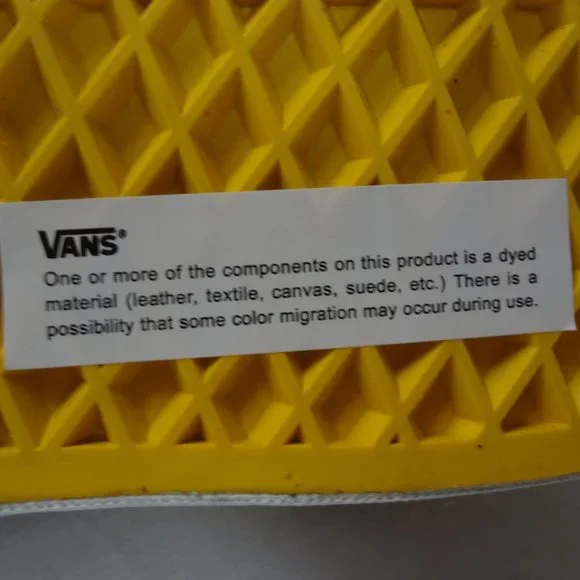 VANS®
One or more of the components on this product is a dyed
material (leather, textile, canvas, suede, etc.) There is a
possibility that some color migration may occur during use.